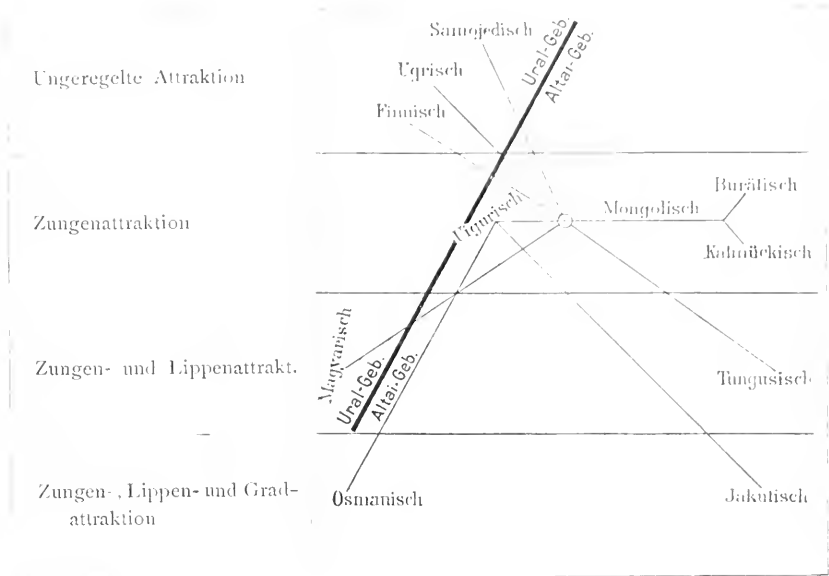 Samojedisch
Ural-Geb.
Altai-Geb.
Ungeregelte Attraktion
Ugrisch
Finnisch
Burätisch
Mongolisch
Zungenattraktion
Uigurisch
Kalmückisch
Magyarisch
Zungen- und Lippenattrakt.
Ural-Geb.
Altai-Geb.
Tungusisch
Zungen-, Lippen- und Grad-
attraktion
Osmanisch
Jakutisch